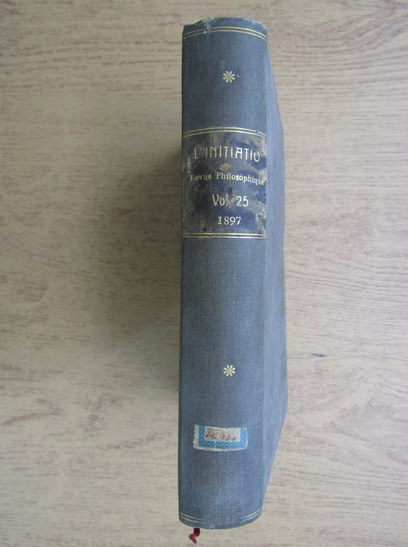 L'INITIATIO
Revue Philosophique
Vol. 25
1897